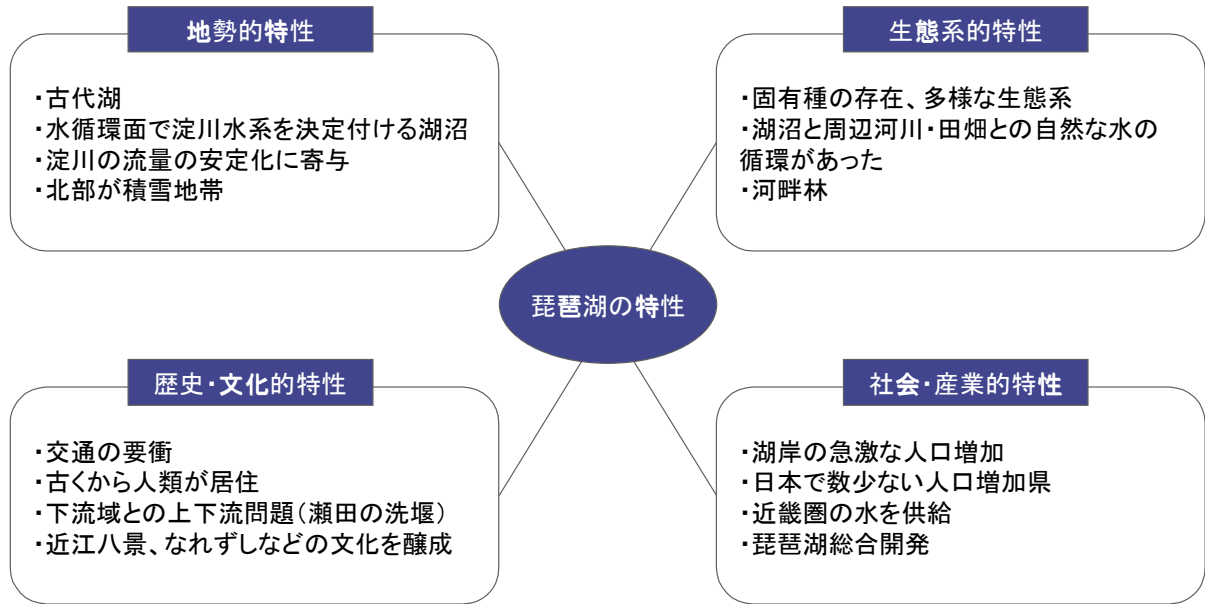 地勢的特性
・古代湖
・水循環面で淀川水系を決定付ける湖沼
・淀川の流量の安定化に寄与
・北部が積雪地帯
生態系的特性
・固有種の存在、多様な生態系
・湖沼と周辺河川・田畑との自然な水の
循環があった
・河畔林
琵琶湖の特性
歴史・文化的特性
・交通の要衝
・古くから人類が居住
・下流域との上下流問題（瀬田の洗堰）
・近江八景、なれずしなどの文化を醸成
社会・産業的特性
・湖岸の急激な人口増加
・日本で数少ない人口増加県
・近畿圏の水を供給
・琵琶湖総合開発